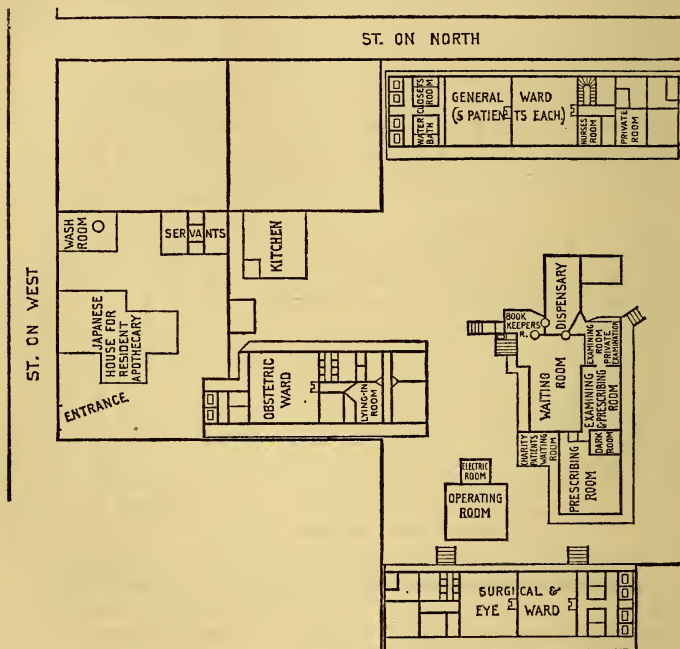 ST. ON NORTH
ST. ON WEST
WATER CLOSETS
BATH ROOM
GENERAL WARD
(5 PATIENTS EACH)
NURSES
ROOM
PRIVATE
ROOM
WASH
ROOM
SERVANTS
KITCHEN
JAPANESE
HOUSE FOR
RESIDENT
APOTHECARY
ENTRANCE
OBSTETRIC
WARD
LYING-IN
ROOM
DISPENSARY
BOOK
KEEPERS
R.
WAITING
ROOM
EXAMINING
ROOM
PRIVATE
EXAMINATION
EXAMINING
& PRESCRIBING
ROOM
DARK
ROOM
CHARITY
PATIENTS
WAITING
ROOM
PRESCRIBING
ROOM
ELECTRIC
ROOM
OPERATING
ROOM
SURGICAL &
EYE WARD